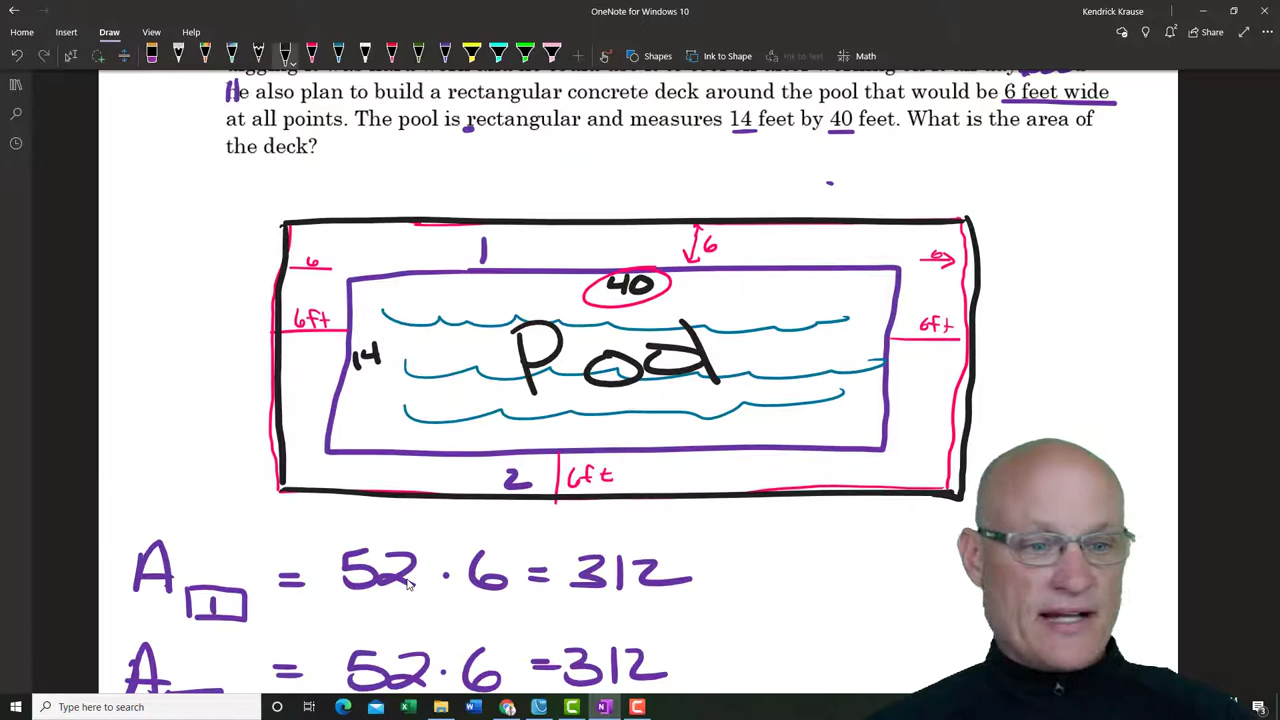 OneNote for Windows 10
Kendrick Krause
Home Insert Draw View Help
Share
Shapes Ink to Shape Ink to Text Math
he also plan to build a rectangular concrete deck around the pool that would be 6 feet wide
at all points. The pool is rectangular and measures 14 feet by 40 feet. What is the area of
the deck?
1 6
6 6
40
6ft 6ft
14 Pool
2 6ft
A 1 = 52 · 6 = 312
A = 52 · 6 = 312
Type here to search